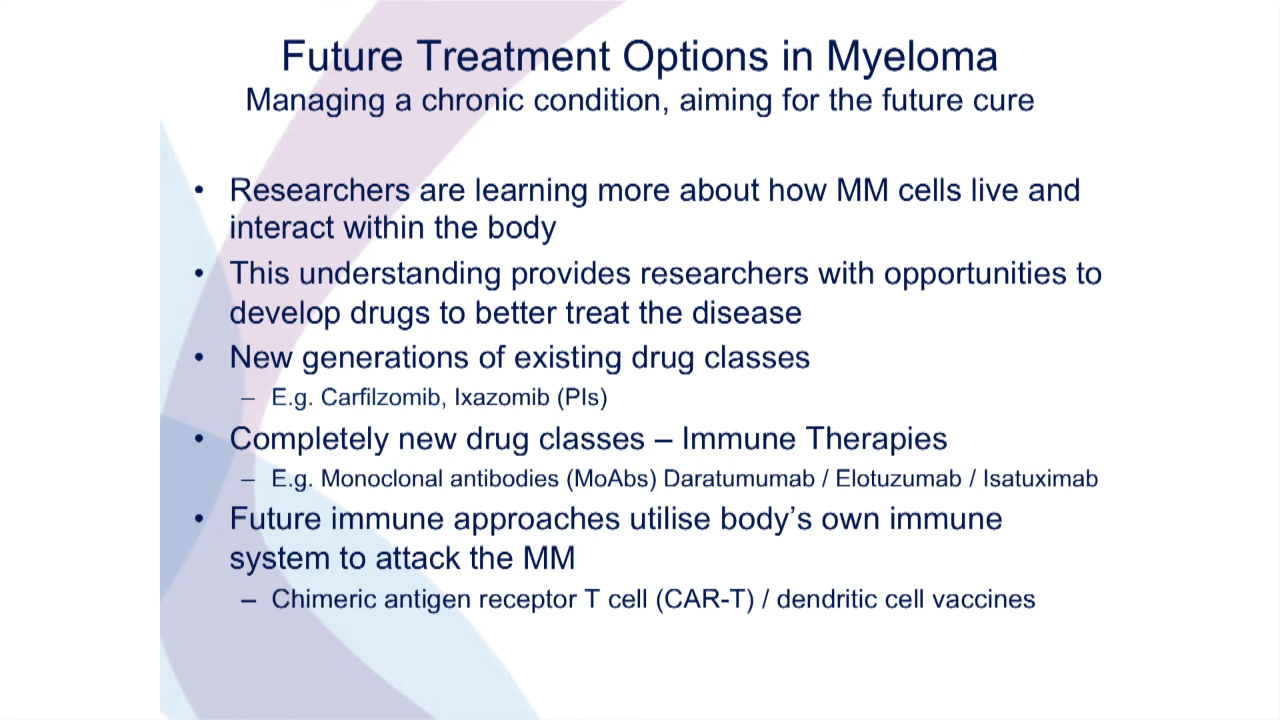 Future Treatment Options in Myeloma
Managing a chronic condition, aiming for the future cure
• Researchers are learning more about how MM cells live and
interact within the body
• This understanding provides researchers with opportunities to
develop drugs to better treat the disease
• New generations of existing drug classes
– E.g. Carfilzomib, Ixazomib (PIs)
• Completely new drug classes – Immune Therapies
– E.g. Monoclonal antibodies (MoAbs) Daratumumab / Elotuzumab / Isatuximab
• Future immune approaches utilise body’s own immune
system to attack the MM
– Chimeric antigen receptor T cell (CAR-T) / dendritic cell vaccines